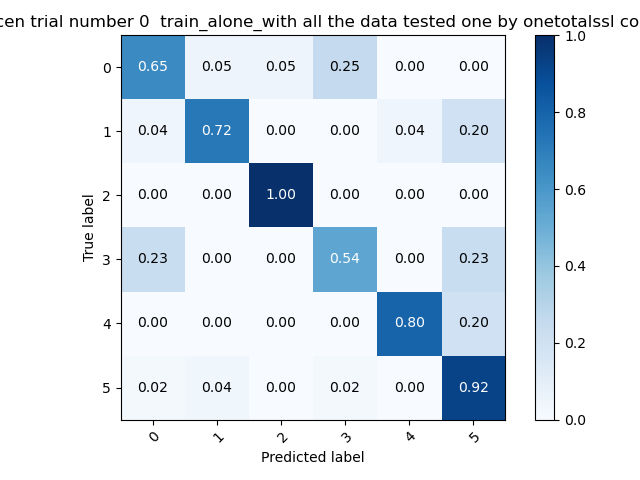 cen trial number 0  train_alone_with all the data tested one by onetotalssl co
1.0
0 0.65 0.05 0.05 0.25 0.00 0.00
0.8
1 0.04 0.72 0.00 0.00 0.04 0.20
2 0.00 0.00 1.00 0.00 0.00 0.00
0.6
True label
3 0.23 0.00 0.00 0.54 0.00 0.23
0.4
4 0.00 0.00 0.00 0.00 0.80 0.20
0.2
5 0.02 0.04 0.00 0.02 0.00 0.92
0.0
0 1 2 3 4 5
Predicted label